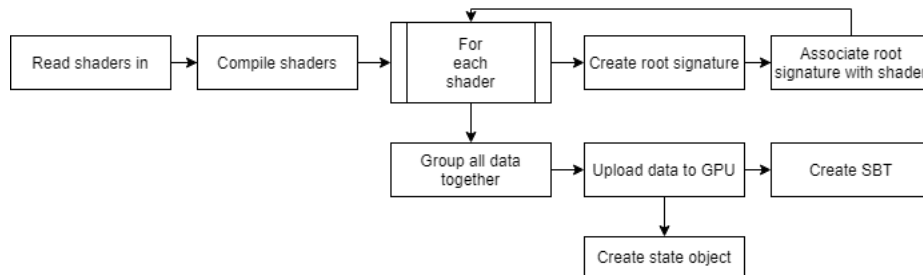 Read shaders in
Compile shaders
For
each
shader
Create root signature
Associate root
signature with shader
Group all data
together
Upload data to GPU
Create SBT
Create state object